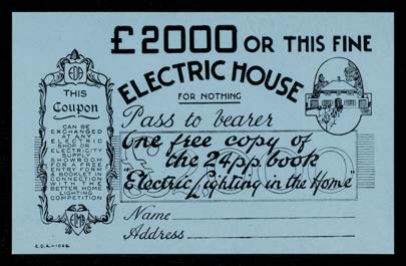 £2000 OR THIS FINE
ELECTRIC HOUSE
FOR NOTHING
THIS
Coupon
CAN BE
EXCHANGED
AT ANY
ELECTRIC
SHOP OR
ELECTRICITY
SUPPLY
SHOWROOM
FOR A FREE
ENTRY FORM
& BOOKLET IN
CONNECTION
WITH THE
BETTER HOME
LIGHTING
COMPETITION
Pass to bearer
One free copy of
the 24pp book
"Electric Lighting in the Home"
Name
Address